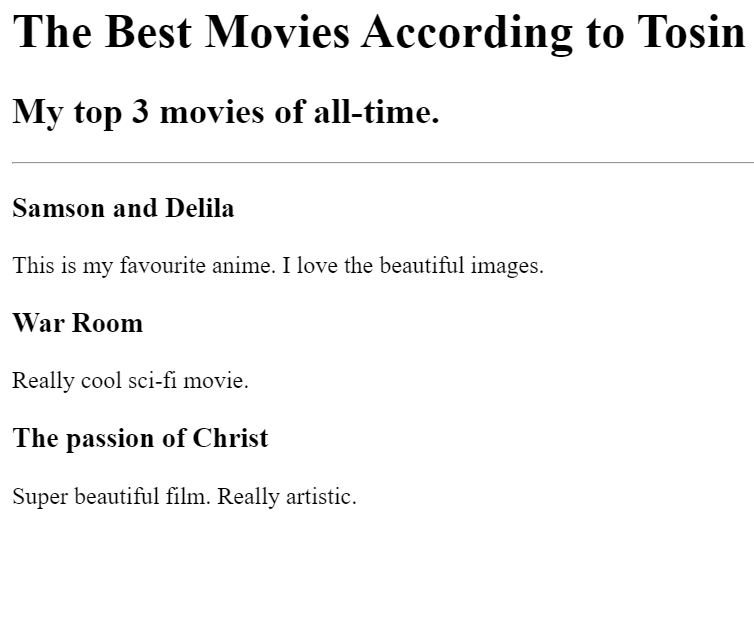 The Best Movies According to Tosin
My top 3 movies of all-time.
Samson and Delila
This is my favourite anime. I love the beautiful images.
War Room
Really cool sci-fi movie.
The passion of Christ
Super beautiful film. Really artistic.